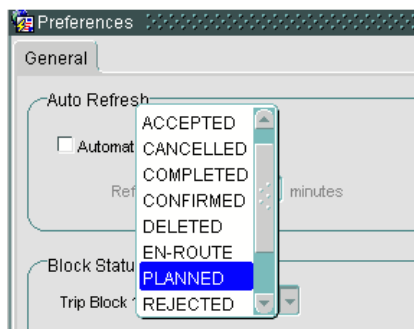 Preferences
General
Auto Refresh
ACCEPTED
Automat
CANCELLED
COMPLETED
Ref
minutes
CONFIRMED
DELETED
EN-ROUTE
Block Statu
PLANNED
Trip Block
REJECTED